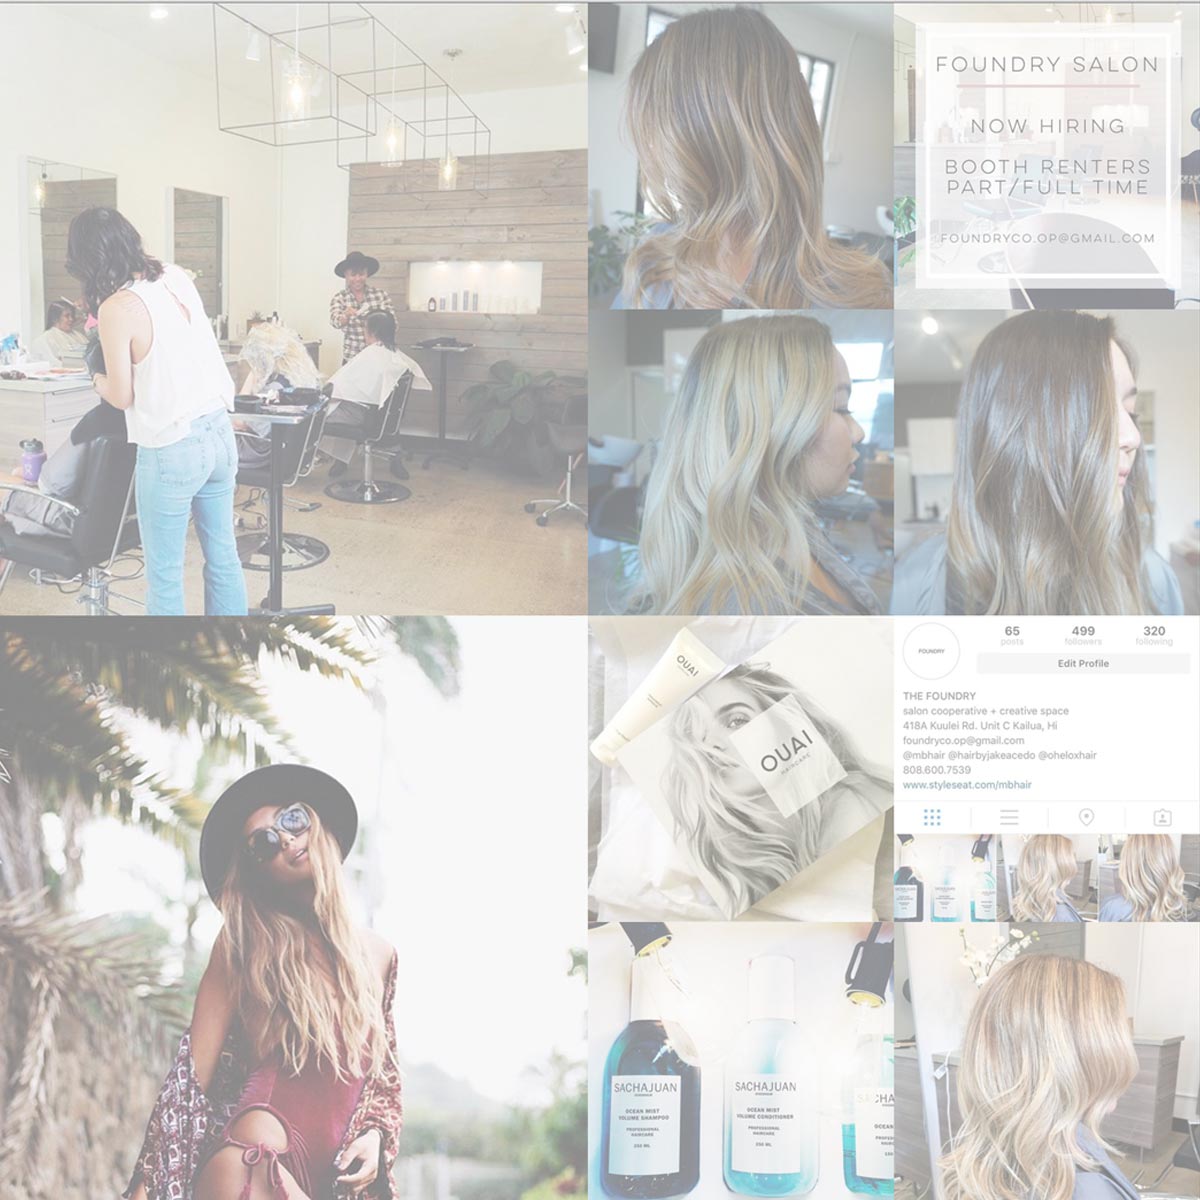 FOUNDRY SALON
NOW HIRING
BOOTH RENTERS
PART/FULL TIME
FOUNDRYCO.OP@GMAIL.COM
OUAI
OUAI
HAIRCARE
65 499 320
posts followers following
FOUNDRY
Edit Profile
THE FOUNDRY
salon cooperative + creative space
418A Kuulei Rd. Unit C Kailua, Hi
foundryco.op@gmail.com
@mbhair @hairbyjakeacedo @oheloxhair
808.600.7539
www.styleseat.com/mbhair
SACHAJUAN
OCEAN MIST
VOLUME SHAMPOO
PROFESSIONAL
HAIRCARE
250 ML
SACHAJUAN
OCEAN MIST
VOLUME CONDITIONER
PROFESSIONAL
HAIRCARE
250 ML
SACHA
OCEAN